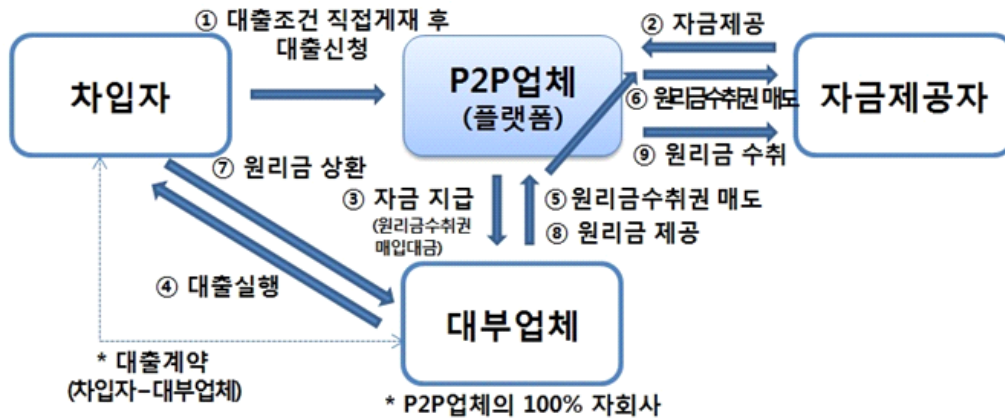 ① 대출조건 직접게재 후
대출신청
② 자금제공
차입자
P2P업체
(플랫폼)
자금제공자
⑥ 원리금수취권 매도
⑨ 원리금 수취
⑦ 원리금 상환
③ 자금 지급
(원리금수취권
매입대금)
⑤ 원리금수취권 매도
⑧ 원리금 제공
④ 대출실행
대부업체
* 대출계약
(차입자-대부업체)
* P2P업체의 100% 자회사